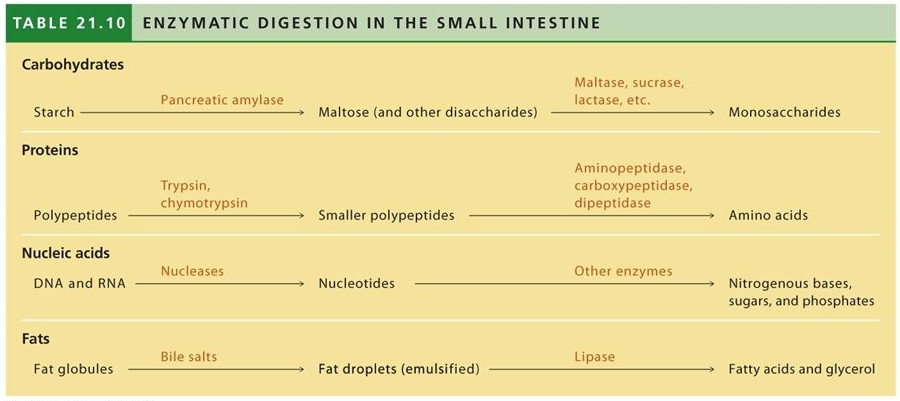 TABLE 21.10 ENZYMATIC DIGESTION IN THE SMALL INTESTINE
Carbohydrates
Starch Pancreatic amylase Maltose (and other disaccharides) Maltase, sucrase,
lactase, etc. Monosaccharides
Proteins
Polypeptides Trypsin,
chymotrypsin Smaller polypeptides Aminopeptidase,
carboxypeptidase,
dipeptidase Amino acids
Nucleic acids
DNA and RNA Nucleases Nucleotides Other enzymes Nitrogenous bases,
sugars, and phosphates
Fats
Fat globules Bile salts Fat droplets (emulsified) Lipase Fatty acids and glycerol